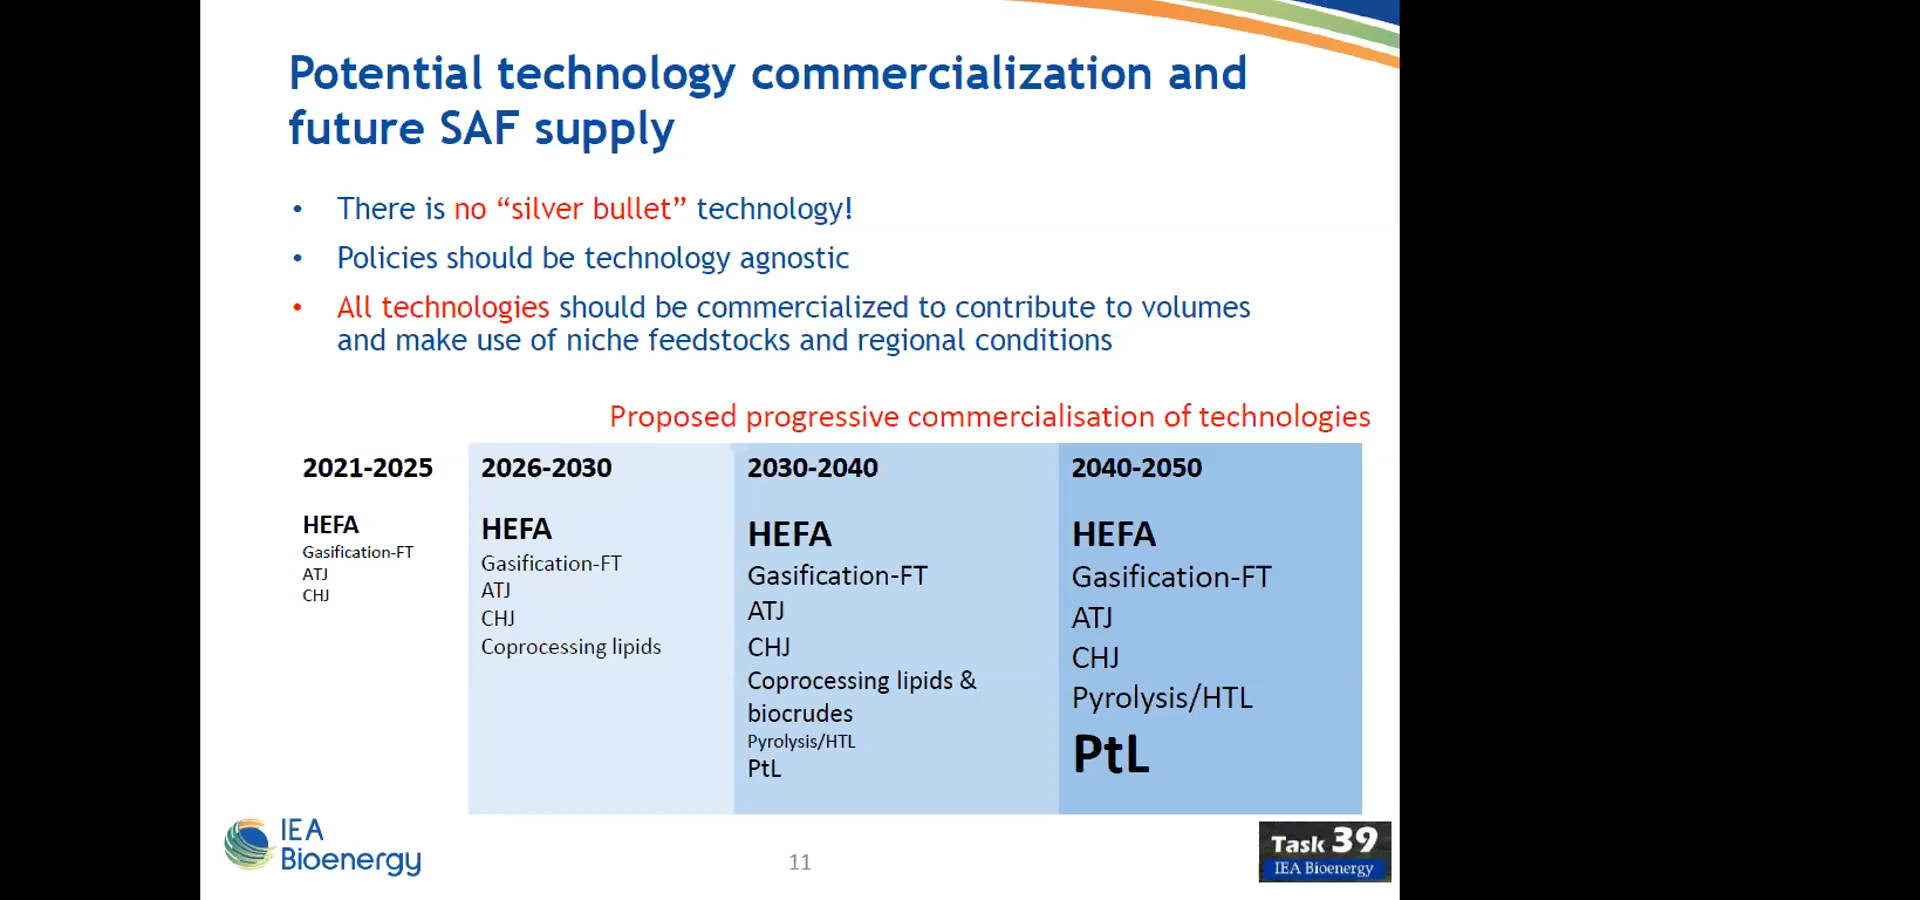 Potential technology commercialization and
future SAF supply
• There is no “silver bullet” technology!
• Policies should be technology agnostic
• All technologies should be commercialized to contribute to volumes
and make use of niche feedstocks and regional conditions
Proposed progressive commercialisation of technologies
2021-2025
HEFA
Gasification-FT
ATJ
CHJ
2026-2030
HEFA
Gasification-FT
ATJ
CHJ
Coprocessing lipids
2030-2040
HEFA
Gasification-FT
ATJ
CHJ
Coprocessing lipids &
biocrudes
Pyrolysis/HTL
PtL
2040-2050
HEFA
Gasification-FT
ATJ
CHJ
Pyrolysis/HTL
PtL
IEA
Bioenergy
11
Task 39
IEA Bioenergy